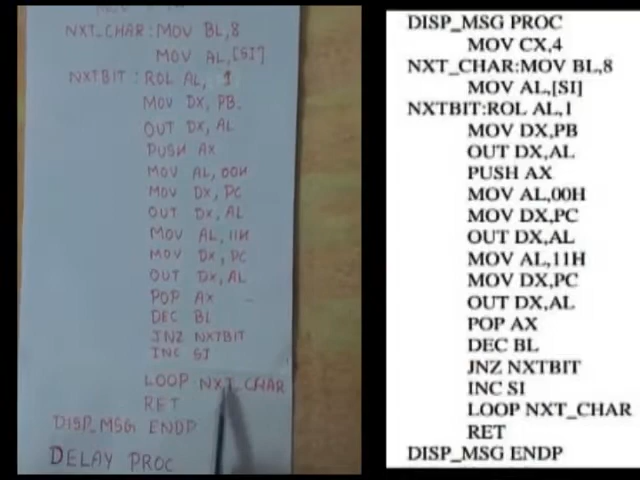 NXT_CHAR:MOV BL,8
MOV AL,[SI]
NXTBIT:ROL AL, 1
MOV DX, PB.
OUT DX, AL
PUSH AX
MOV AL, 00H
MOV DX, PC
OUT DX, AL
MOV AL, 11H
MOV DX, PC
OUT DX, AL
POP AX
DEC BL
JNZ NXTBIT
INC SI
LOOP NXT_CHAR
RET
DISP_MSG ENDP
DELAY PROC
DISP_MSG PROC
MOV CX,4
NXT_CHAR:MOV BL,8
MOV AL,[SI]
NXTBIT:ROL AL,1
MOV DX,PB
OUT DX,AL
PUSH AX
MOV AL,00H
MOV DX,PC
OUT DX,AL
MOV AL,11H
MOV DX,PC
OUT DX,AL
POP AX
DEC BL
JNZ NXTBIT
INC SI
LOOP NXT_CHAR
RET
DISP_MSG ENDP